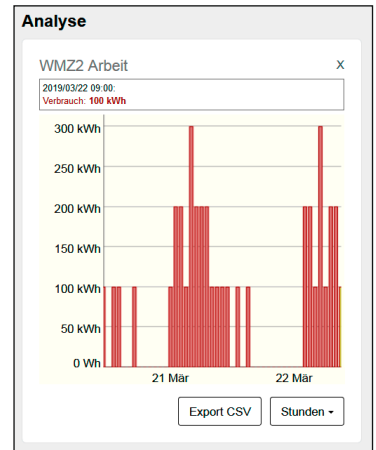 Analyse
WMZ2 Arbeit
X
2019/03/22 09:00:
Verbrauch: 100 kWh
300 kWh
250 kWh
200 kWh
150 kWh
100 kWh
50 kWh
0 Wh
21 Mär
22 Mär
Export CSV
Stunden